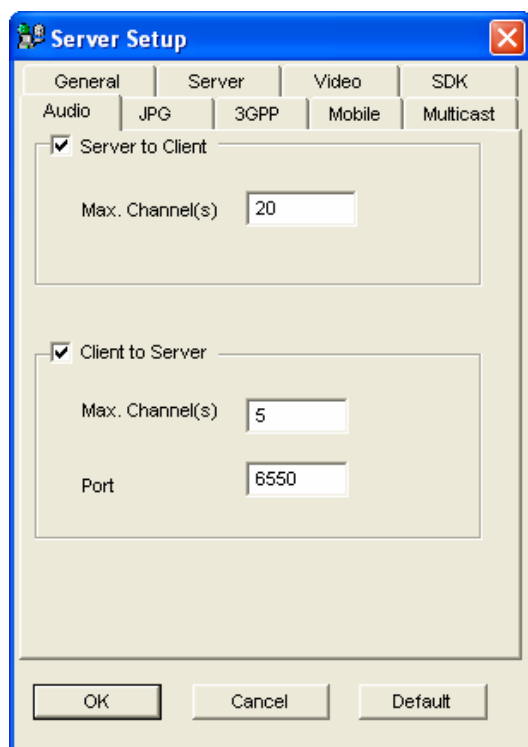 Server Setup
General Server Video SDK
Audio JPG 3GPP Mobile Multicast
Server to Client
Max. Channel(s) 20
Client to Server
Max. Channel(s) 5
Port 6550
OK Cancel Default